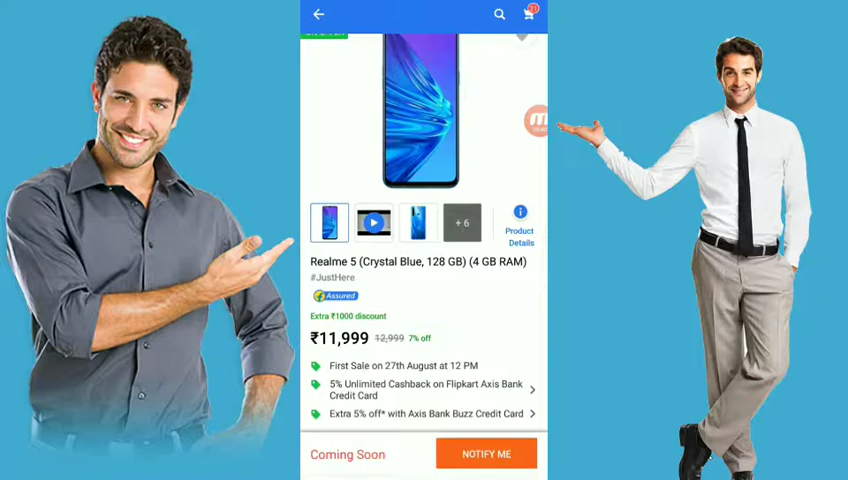 21
+ 6
Product
Details
Realme 5 (Crystal Blue, 128 GB) (4 GB RAM)
#JustHere
Assured
Extra ₹1000 discount
₹11,999 12,999 7% off
First Sale on 27th August at 12 PM
5% Unlimited Cashback on Flipkart Axis Bank
Credit Card
Extra 5% off* with Axis Bank Buzz Credit Card
Coming Soon
NOTIFY ME